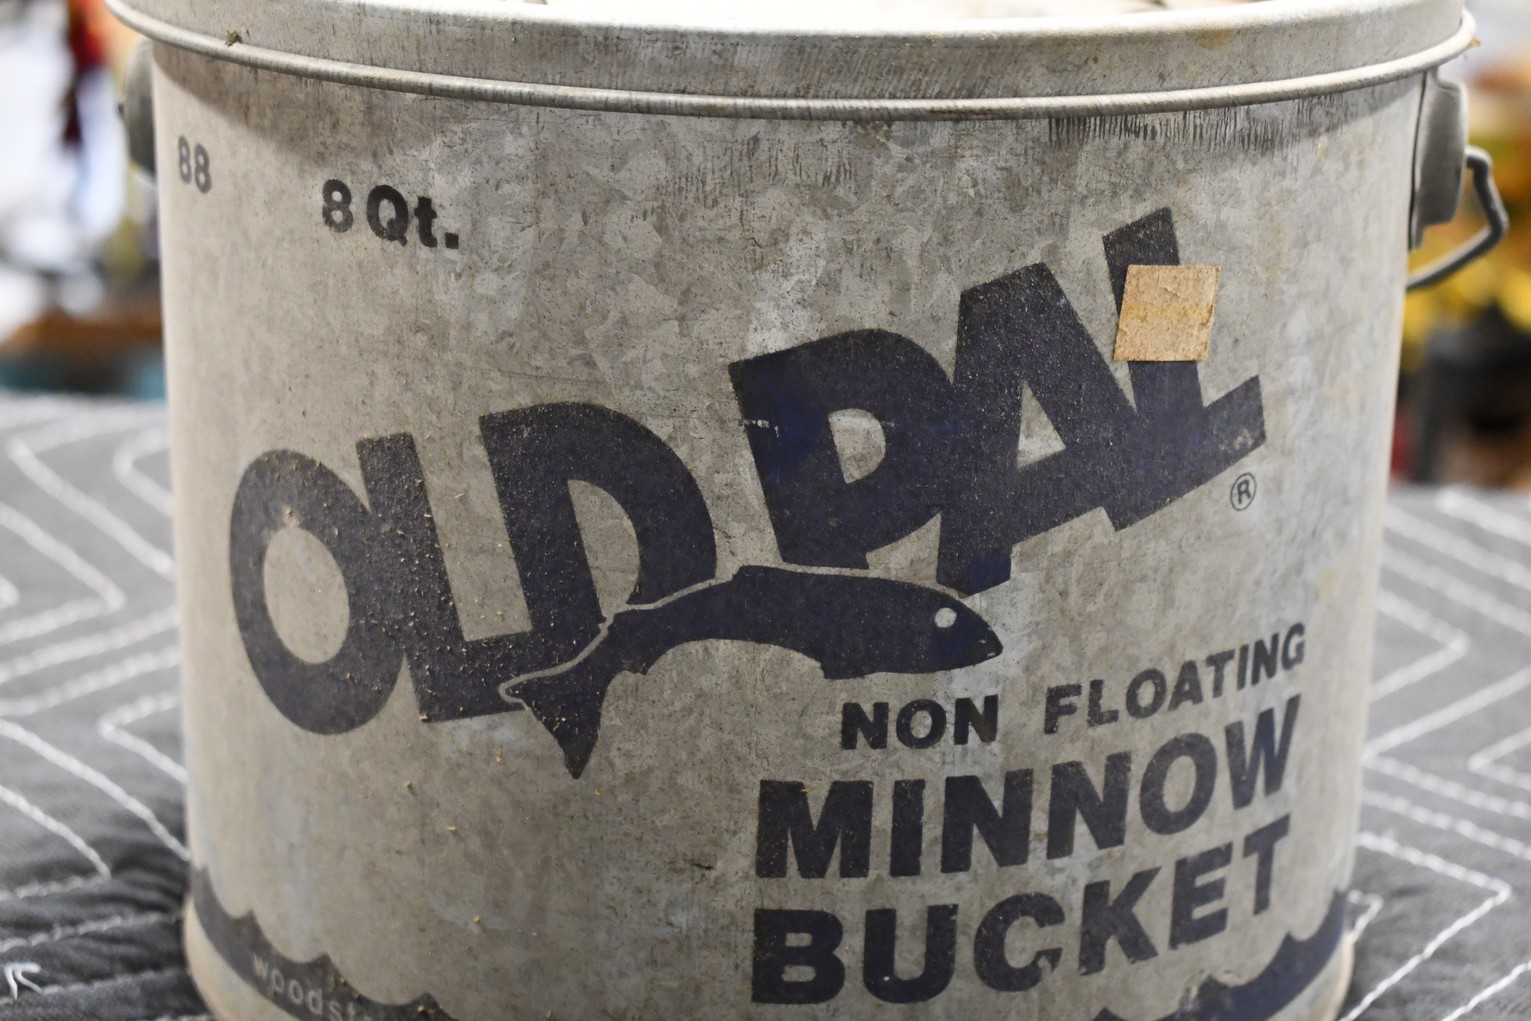 88
8 Qt.
OLD PAL ®
NON FLOATING
MINNOW
BUCKET